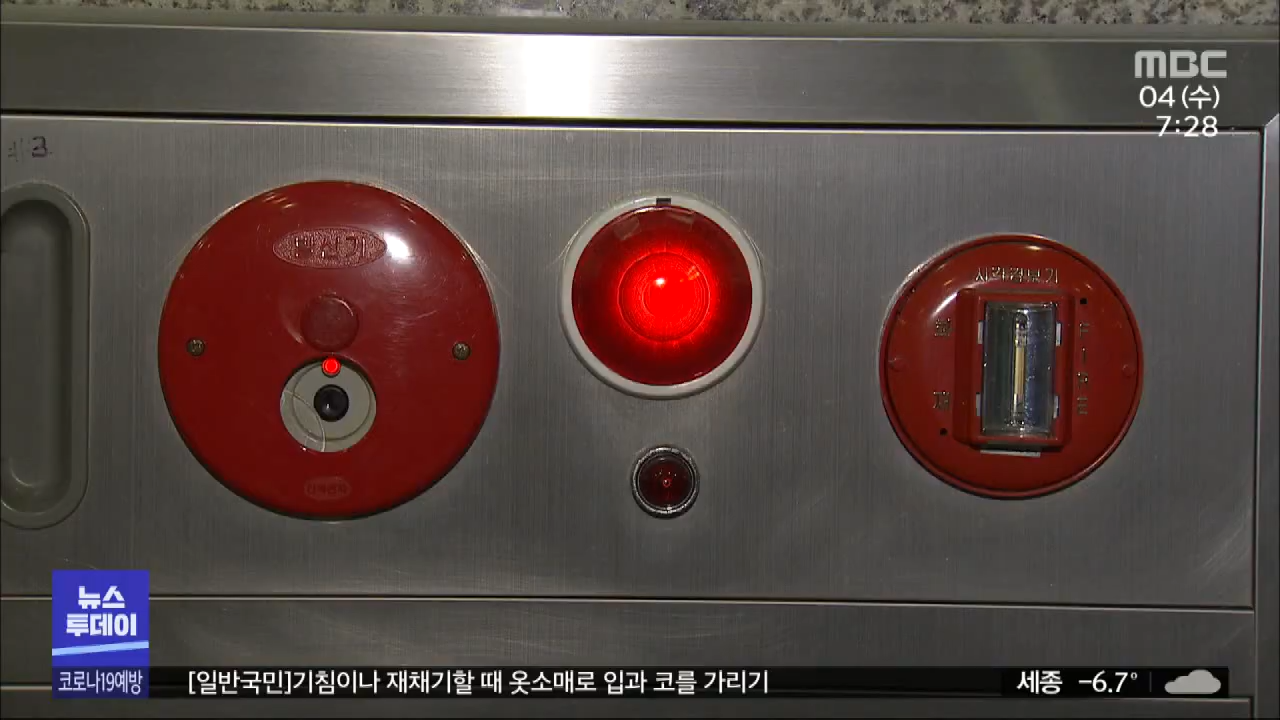 MBC
04 (수)
7:28
발신기
시각경보기
뉴스
투데이
코로나19예방
[일반국민]기침이나 재채기할 때 옷소매로 입과 코를 가리기
세종 -6.7°